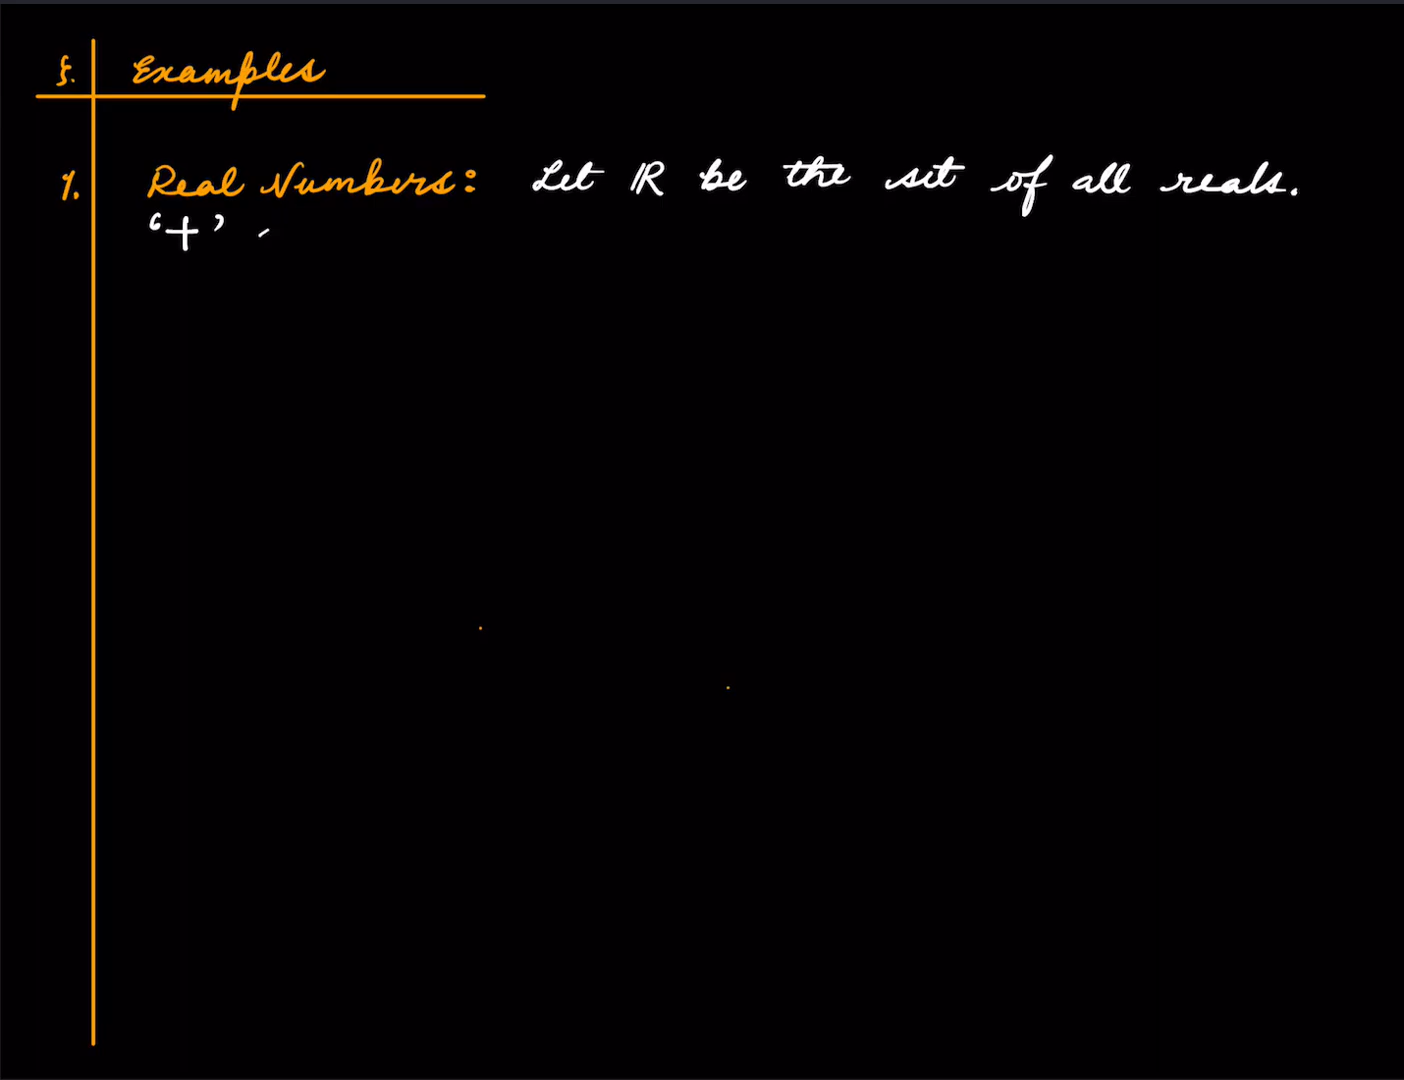 §. Examples
1. Real Numbers: Let ℝ be the set of all reals.
‘+’